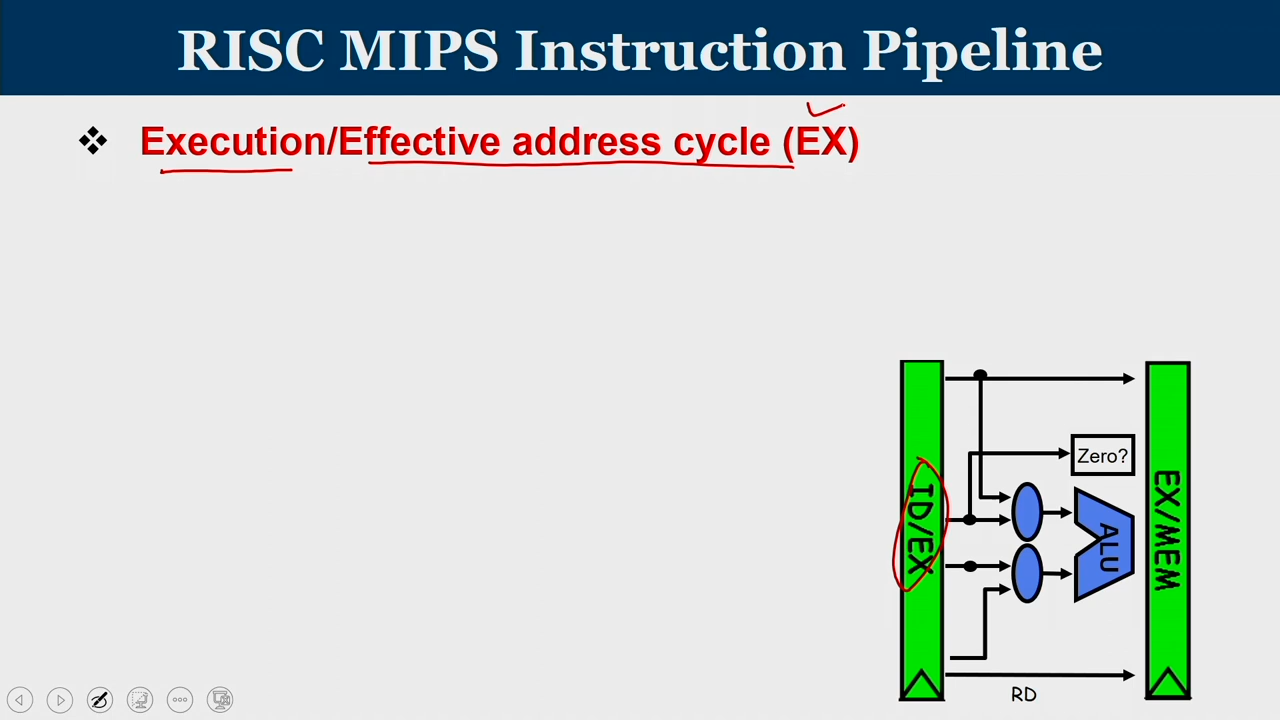 RISC MIPS Instruction Pipeline
❖ Execution/Effective address cycle (EX)
Zero?
ID/EX
ALU
EX/MEM
RD